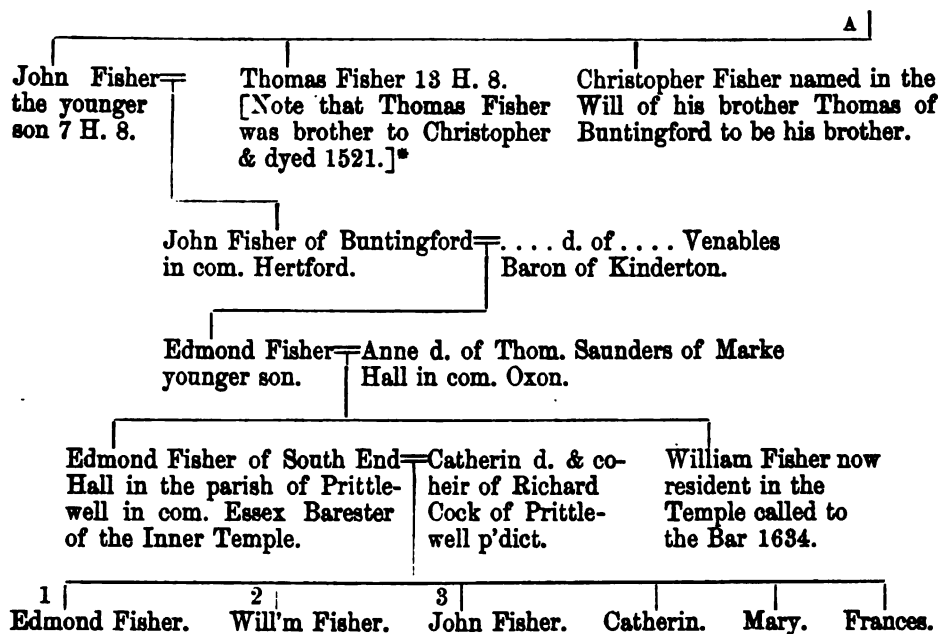 A
John Fisher=
the younger
son 7 H. 8.
Thomas Fisher 13 H. 8.
[Note that Thomas Fisher
was brother to Christopher
& dyed 1521.]*
Christopher Fisher named in the
Will of his brother Thomas of
Buntingford to be his brother.
John Fisher of Buntingford=. . . . d. of . . . . Venables
in com. Hertford.
Baron of Kinderton.
Edmond Fisher=Anne d. of Thom. Saunders of Marke
younger son.
Hall in com. Oxon.
Edmond Fisher of South End=
Hall in the parish of Prittle-
well in com. Essex Barester
of the Inner Temple.
Catherin d. & co-
heir of Richard
Cock of Prittle-
well p'dict.
William Fisher now
resident in the
Temple called to
the Bar 1634.
1 2 3
Edmond Fisher. Will'm Fisher. John Fisher. Catherin. Mary. Frances.